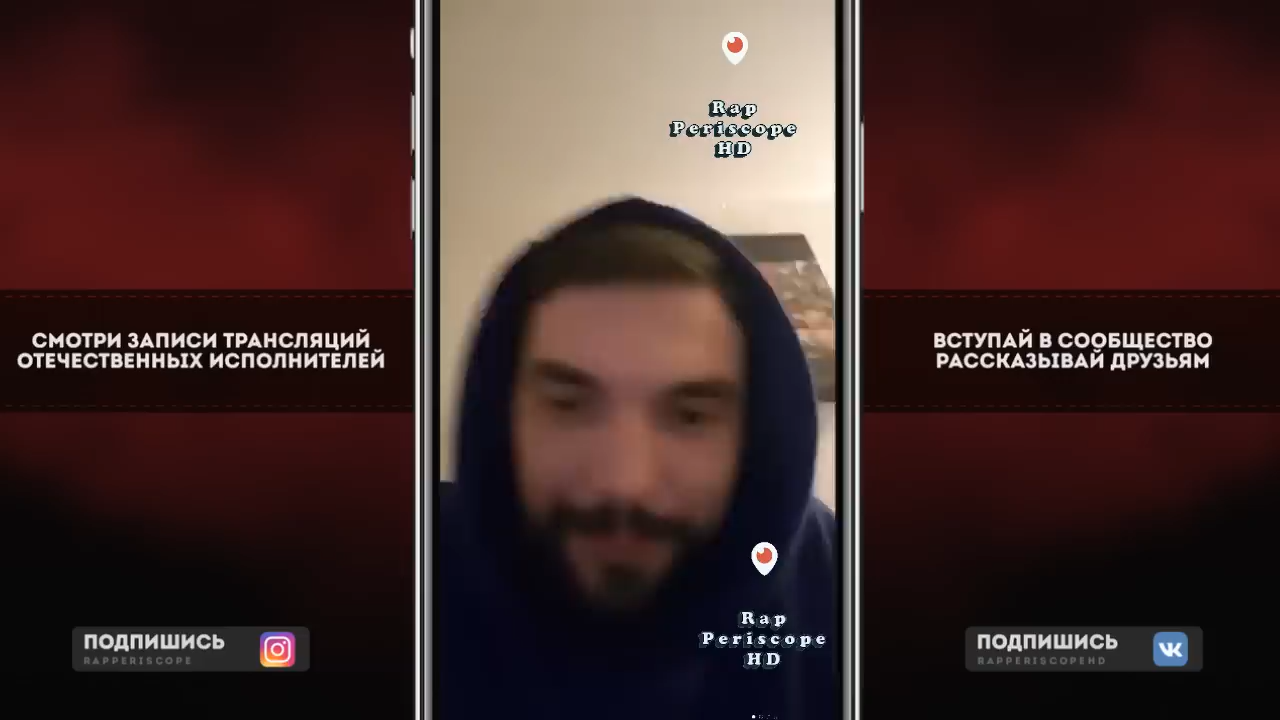 Rap
Periscope
HD
СМОТРИ ЗАПИСИ ТРАНСЛЯЦИЙ
ОТЕЧЕСТВЕННЫХ ИСПОЛНИТЕЛЕЙ
ВСТУПАЙ В СООБЩЕСТВО
РАССКАЗЫВАЙ ДРУЗЬЯМ
Rap
Periscope
HD
ПОДПИШИСЬ
RAPPERISCOPE
ПОДПИШИСЬ
RAPPERISCOPEHD